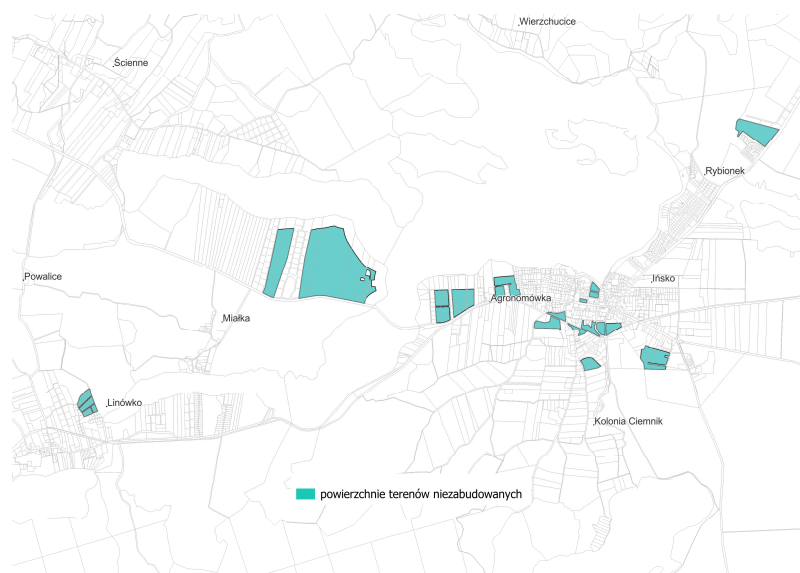 Wierzchucice
Ścienne
Rybionek
Powalice
Ińsko
Agronomówka
Miałka
Linówko
Kolonia Ciemnik
powierzchnie terenów niezabudowanych